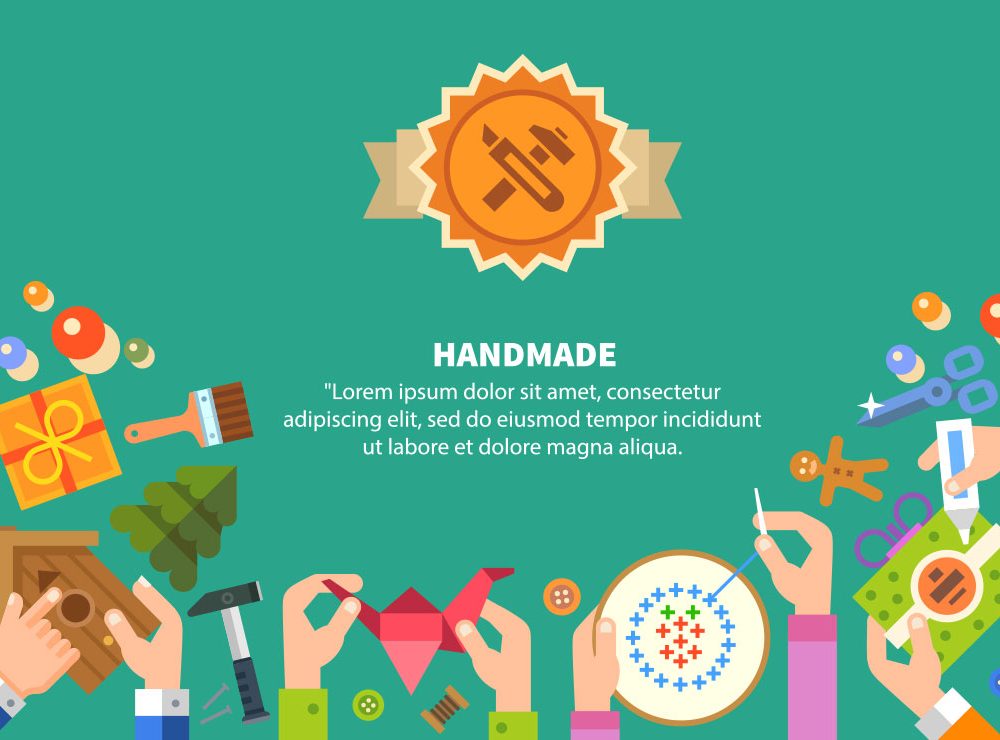 HANDMADE
"Lorem ipsum dolor sit amet, consectetur
adipiscing elit, sed do eiusmod tempor incididunt
ut labore et dolore magna aliqua.